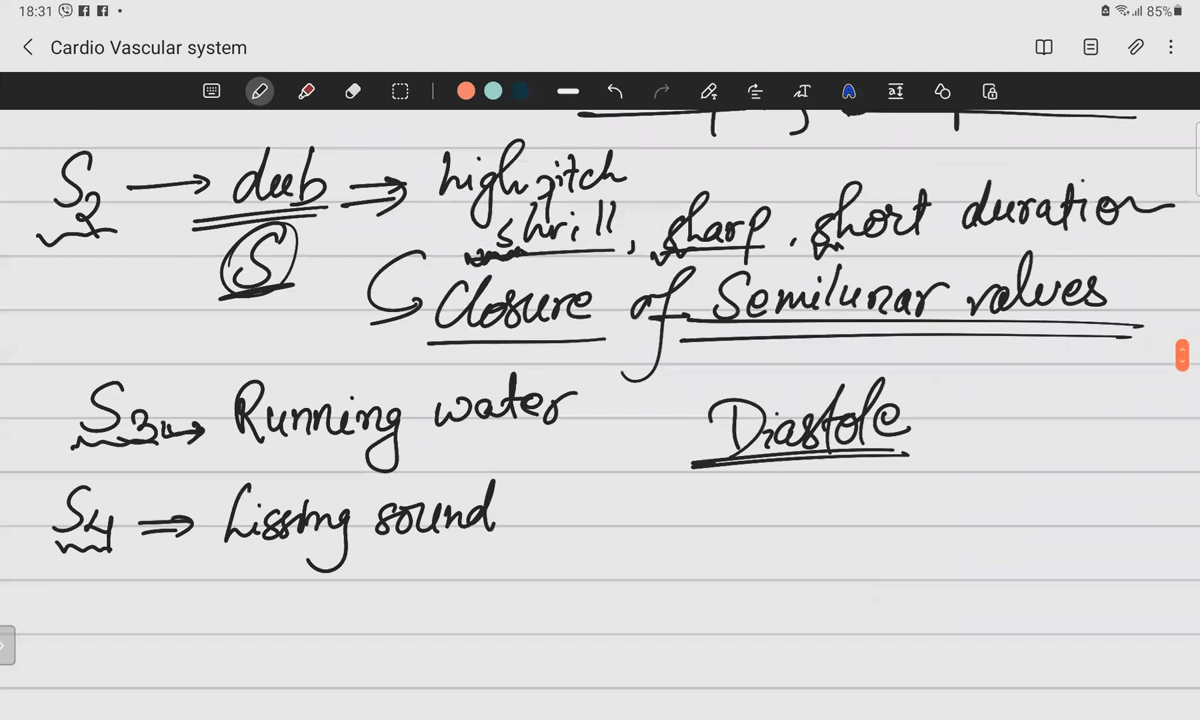 18:31 85%
Cardio Vascular system
S2 → dub ⇒ high pitch
shrill, sharp, short duration
S
Closure of Semilunar valves
S3 → Running water Diastole
S4 ⇒ hissing sound